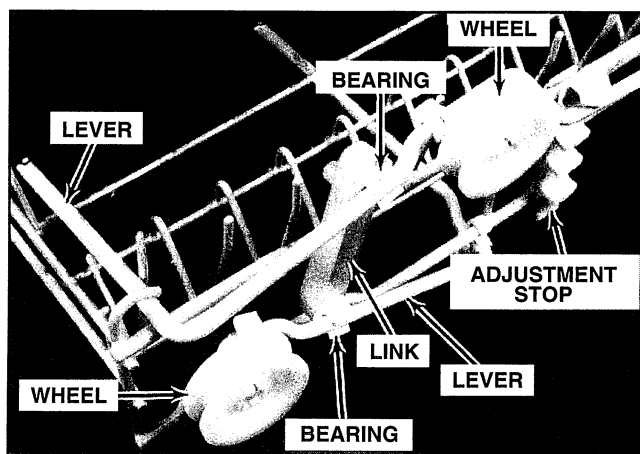 WHEEL
BEARING
LEVER
ADJUSTMENT
STOP
LINK
LEVER
WHEEL
BEARING